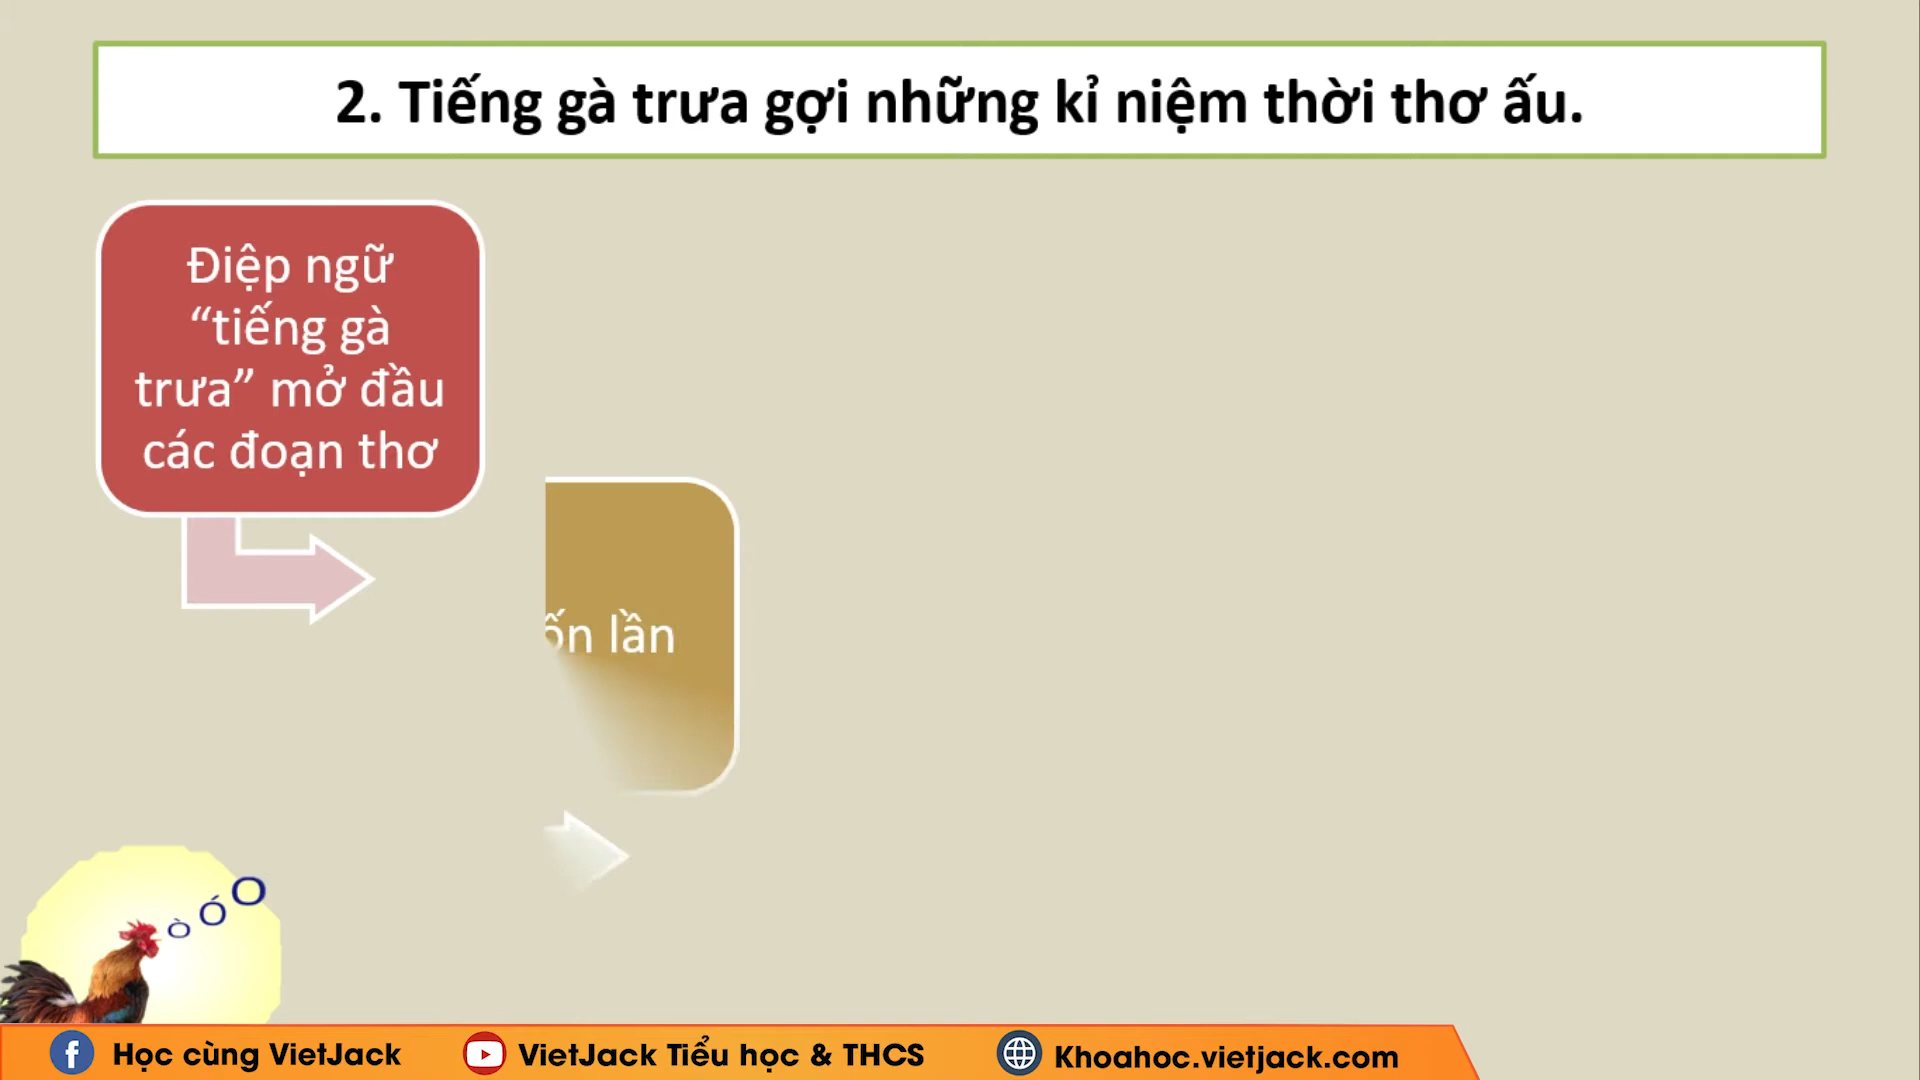 2. Tiếng gà trưa gợi những kỉ niệm thời thơ ấu.
Điệp ngữ
“tiếng gà
trưa” mở đầu
các đoạn thơ
lần
Ò Ó O
Học cùng VietJack
VietJack Tiểu học & THCS
Khoahoc.vietjack.com